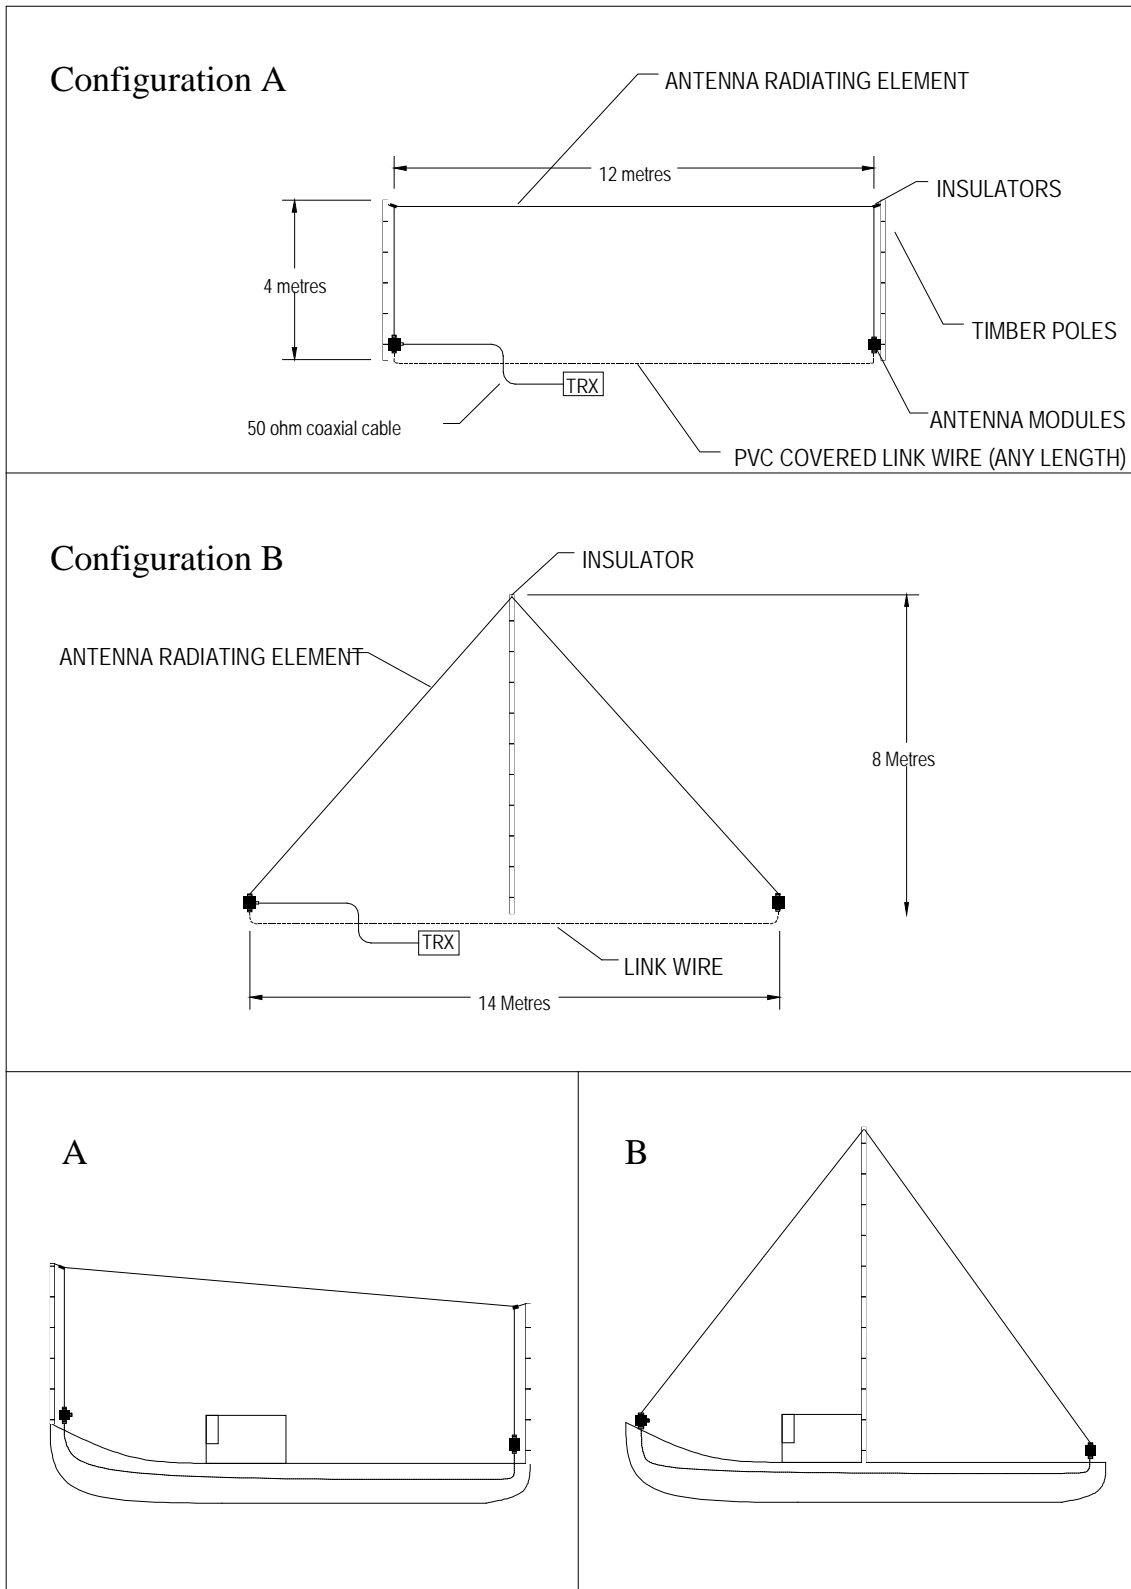 Configuration A
ANTENNA RADIATING ELEMENT
12 metres
INSULATORS
4 metres
TIMBER POLES
TRX
50 ohm coaxial cable
ANTENNA MODULES
PVC COVERED LINK WIRE (ANY LENGTH)
Configuration B
INSULATOR
ANTENNA RADIATING ELEMENT
8 Metres
TRX
LINK WIRE
14 Metres
A
B